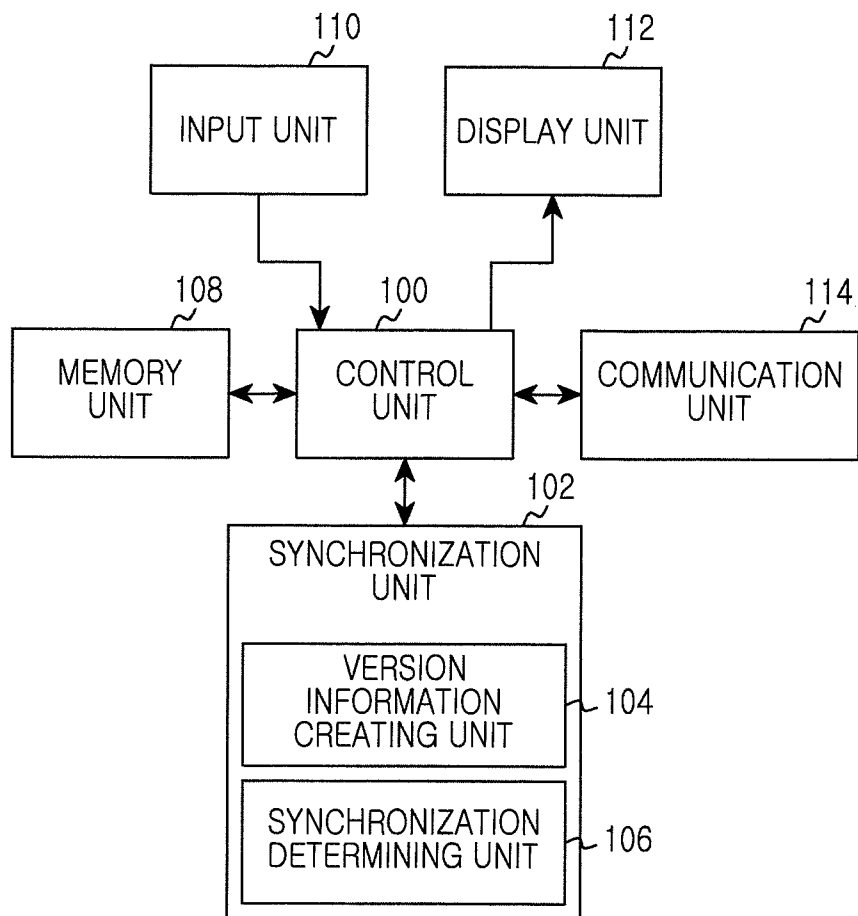 110
112
INPUT UNIT
DISPLAY UNIT
108
100
114
MEMORY
UNIT
CONTROL
UNIT
COMMUNICATION
UNIT
102
SYNCHRONIZATION
UNIT
VERSION
INFORMATION
CREATING UNIT
104
SYNCHRONIZATION
DETERMINING UNIT
106